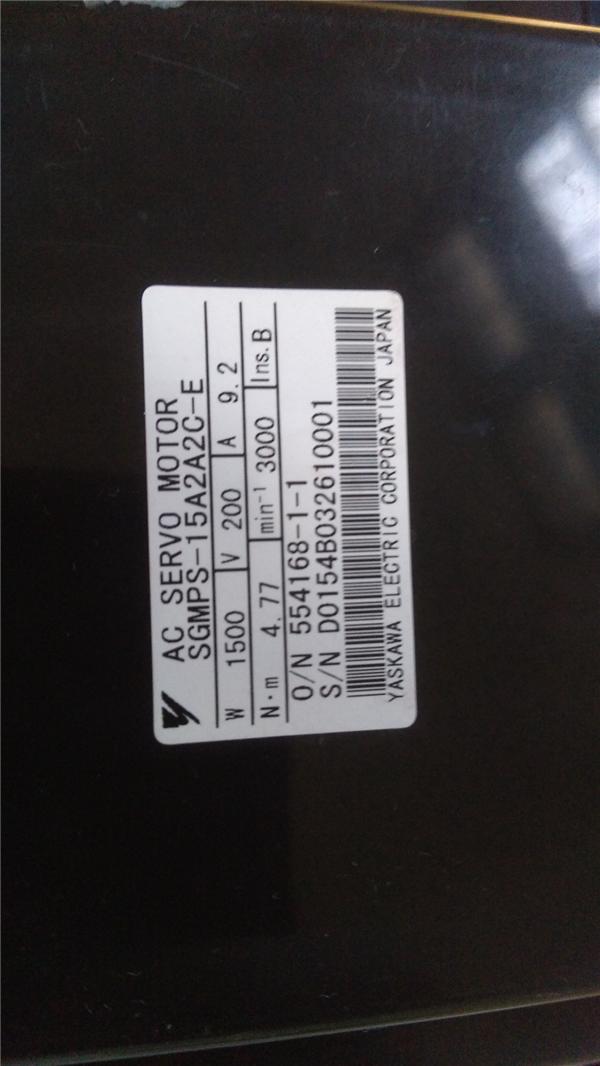 AC SERVO MOTOR
SGMPS-15A2A2C-E
W 1500 V 200 A 9.2
N·m 4.77 min⁻¹ 3000 Ins. B
O/N 554168-1-1
S/N D0154B032610001
YASKAWA ELECTRIC CORPORATION JAPAN